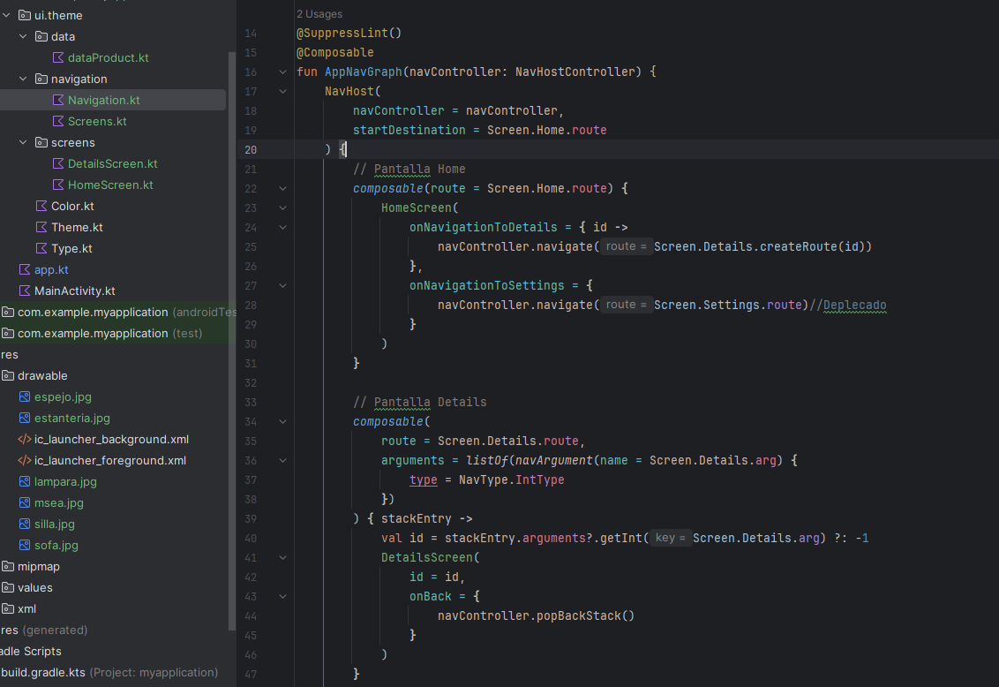 ui.theme
data
dataProduct.kt
navigation
Navigation.kt
Screens.kt
screens
DetailsScreen.kt
HomeScreen.kt
Color.kt
Theme.kt
Type.kt
app.kt
MainActivity.kt
com.example.myapplication (androidTes
com.example.myapplication (test)
res
drawable
espejo.jpg
estanteria.jpg
ic_launcher_background.xml
ic_launcher_foreground.xml
lampara.jpg
msea.jpg
silla.jpg
sofa.jpg
mipmap
values
xml
res (generated)
adle Scripts
build.gradle.kts (Project: myapplication)
2 Usages
14 @SuppressLint()
15 @Composable
16 fun AppNavGraph(navController: NavHostController) {
17 NavHost(
18 navController = navController,
19 startDestination = Screen.Home.route
20 ) {
21 // Pantalla Home
22 composable(route = Screen.Home.route) {
23 HomeScreen(
24 onNavigationToDetails = { id ->
25 navController.navigate( route = Screen.Details.createRoute(id))
26 },
27 onNavigationToSettings = {
28 navController.navigate( route = Screen.Settings.route)//Deplecado
29 }
30 )
31 }
32
33 // Pantalla Details
34 composable(
35 route = Screen.Details.route,
36 arguments = listOf(navArgument(name = Screen.Details.arg) {
37 type = NavType.IntType
38 })
39 ) { stackEntry ->
40 val id = stackEntry.arguments?.getInt( key = Screen.Details.arg) ?: -1
41 DetailsScreen(
42 id = id,
43 onBack = {
44 navController.popBackStack()
45 }
46 )
47 }